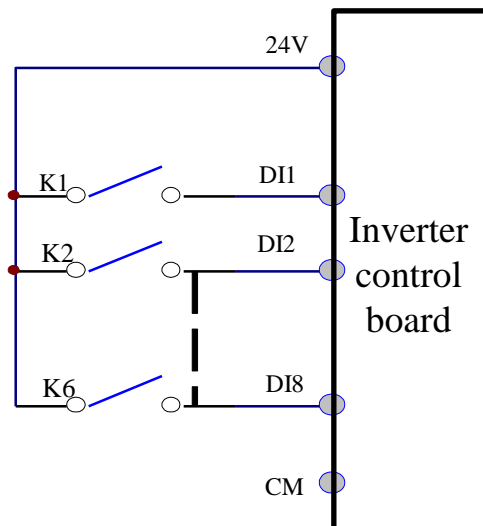 24V
K1
DI1
K2
DI2
Inverter
control
board
K6
DI8
CM